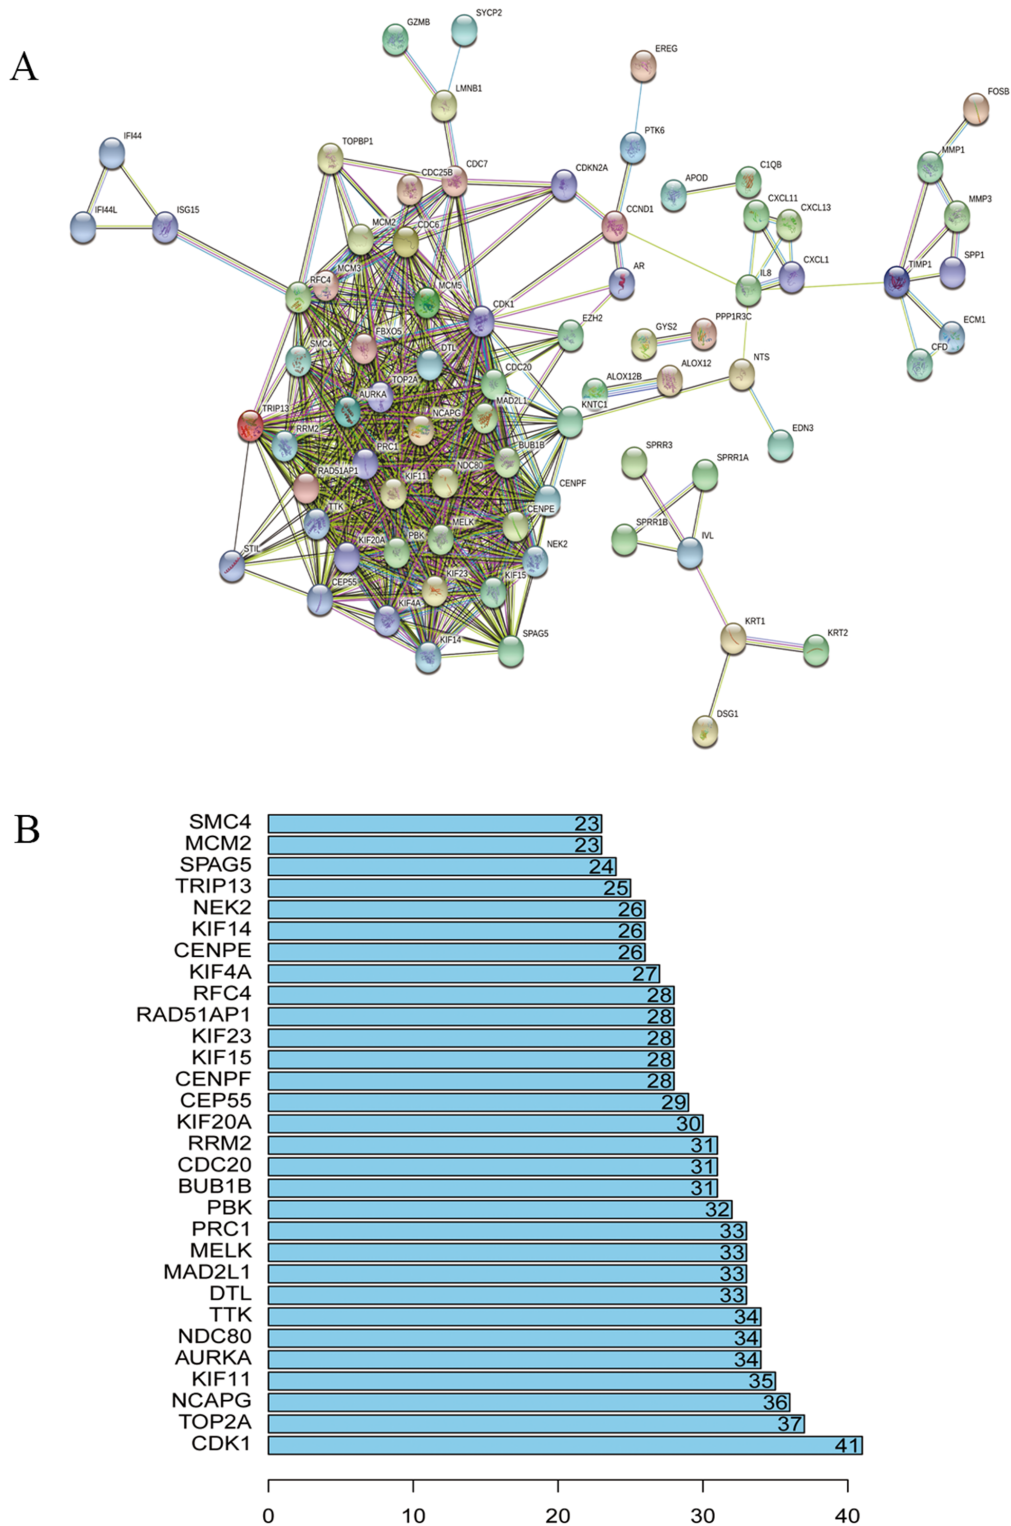 A
GZMB
SYCP2
EREG
LMNB1
FOSB
IFI44
PTK6
TOPBP1
MMP1
CDC7
CDC25B
CDKN2A
C1QB
APOD
IFI44L
ISG15
CXCL11
CXCL13
MMP3
CCND1
MCM2
CDC6
AR
IL8
CXCL1
TIMP1
SPP1
RFC4
MCM3
MCM5
CDK1
EZH2
GYS2
PPP1R3C
ECM1
FBXO5
SMC4
DTL
CFD
CDC20
ALOX12B
ALOX12
NTS
TOP2A
AURKA
MAD2L1
KNTC1
TRIP13
NCAPG
RRM2
EDN3
PRC1
BUB1B
SPRR3
SPRR1A
RAD51AP1
KIF11
NDC80
CENPF
TTK
CENPE
SPRR1B
IVL
MELK
PBK
KIF20A
NEK2
STIL
CEP55
KIF23
KIF15
KIF4A
KRT1
KRT2
KIF14
SPAG5
DSG1
B
SMC4 23
MCM2 23
SPAG5 24
TRIP13 25
NEK2 26
KIF14 26
CENPE 26
KIF4A 27
RFC4 28
RAD51AP1 28
KIF23 28
KIF15 28
CENPF 28
CEP55 29
KIF20A 30
RRM2 31
CDC20 31
BUB1B 31
PBK 32
PRC1 33
MELK 33
MAD2L1 33
DTL 33
TTK 34
NDC80 34
AURKA 34
KIF11 35
NCAPG 36
TOP2A 37
CDK1 41
0 10 20 30 40